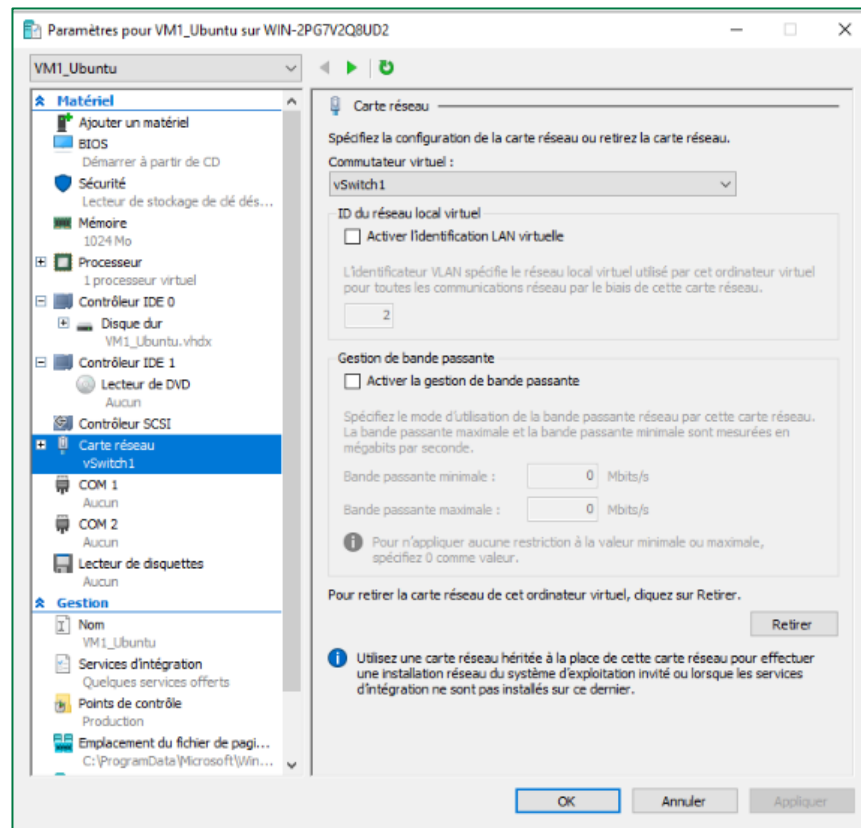 Paramètres pour VM1_Ubuntu sur WIN-2PG7V2Q8UD2
VM1_Ubuntu
Matériel
Ajouter un matériel
BIOS
Démarrer à partir de CD
Sécurité
Lecteur de stockage de clé dés...
Mémoire
1024 Mo
Processeur
1 processeur virtuel
Contrôleur IDE 0
Disque dur
VM1_Ubuntu.vhdx
Contrôleur IDE 1
Lecteur de DVD
Aucun
Contrôleur SCSI
Carte réseau
vSwitch1
COM 1
Aucun
COM 2
Aucun
Lecteur de disquettes
Aucun
Gestion
Nom
VM1_Ubuntu
Services d'intégration
Quelques services offerts
Points de contrôle
Production
Emplacement du fichier de pagi...
C:\ProgramData\Microsoft\Win...
Carte réseau
Spécifiez la configuration de la carte réseau ou retirez la carte réseau.
Commutateur virtuel :
vSwitch1
ID du réseau local virtuel
Activer l'identification LAN virtuelle
L'identificateur VLAN spécifie le réseau local virtuel utilisé par cet ordinateur virtuel
pour toutes les communications réseau par le biais de cette carte réseau.
2
Gestion de bande passante
Activer la gestion de bande passante
Spécifiez le mode d'utilisation de la bande passante réseau par cette carte réseau.
La bande passante maximale et la bande passante minimale sont mesurées en
mégabits par seconde.
Bande passante minimale : 0 Mbits/s
Bande passante maximale : 0 Mbits/s
Pour n'appliquer aucune restriction à la valeur minimale ou maximale,
spécifiez 0 comme valeur.
Pour retirer la carte réseau de cet ordinateur virtuel, cliquez sur Retirer.
Retirer
Utilisez une carte réseau héritée à la place de cette carte réseau pour effectuer
une installation réseau du système d'exploitation invité ou lorsque les services
d'intégration ne sont pas installés sur ce dernier.
OK Annuler Appliquer